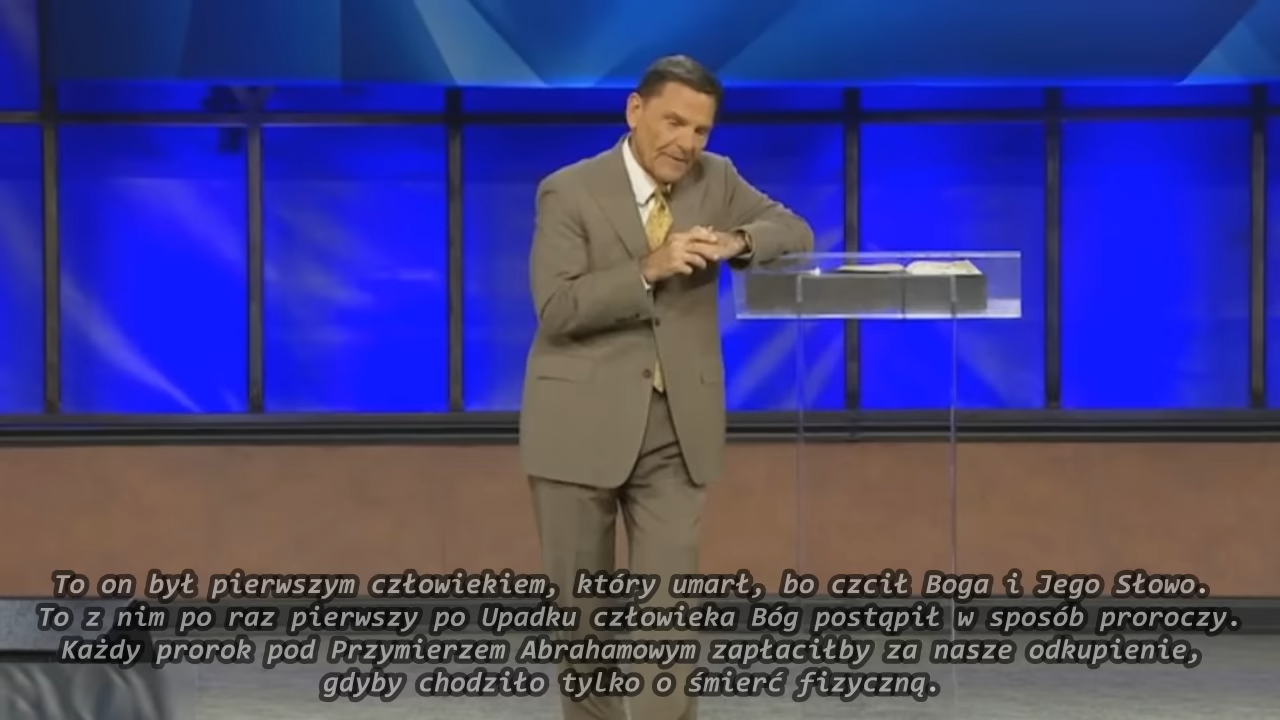 To on był pierwszym człowiekiem, który umarł, bo czcił Boga i Jego Słowo.
To z nim po raz pierwszy po Upadku człowieka Bóg postąpił w sposób proroczy.
Każdy prorok pod Przymierzem Abrahamowym zapłaciłby za nasze odkupienie,
gdyby chodziło tylko o śmierć fizyczną.